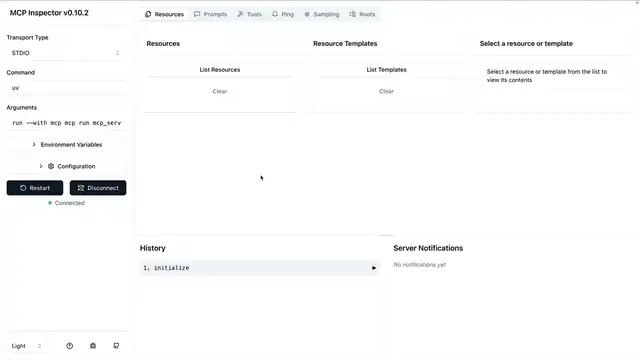 MCP Inspector v0.10.2
Transport Type
STDIO
Command
uv
Arguments
run --with mcp mcp run mcp_serv
Environment Variables
Configuration
Restart
Disconnect
Connected
Light
Resources
Prompts
Tools
Ping
Sampling
Roots
Resources
List Resources
Clear
Resource Templates
List Templates
Clear
Select a resource or template
Select a resource or template from the list to
view its contents
History
1. initialize
Server Notifications
No notifications yet